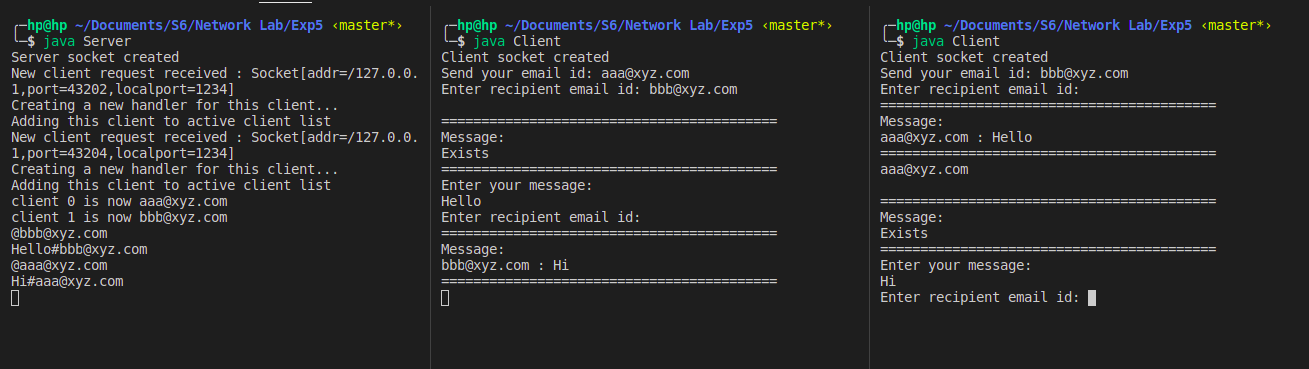 ╭─hp@hp ~/Documents/S6/Network Lab/Exp5 ‹master*›
╰─$ java Server
Server socket created
New client request received : Socket[addr=/127.0.0.
1,port=43202,localport=1234]
Creating a new handler for this client...
Adding this client to active client list
New client request received : Socket[addr=/127.0.0.
1,port=43204,localport=1234]
Creating a new handler for this client...
Adding this client to active client list
client 0 is now aaa@xyz.com
client 1 is now bbb@xyz.com
@bbb@xyz.com
Hello#bbb@xyz.com
@aaa@xyz.com
Hi#aaa@xyz.com
╭─hp@hp ~/Documents/S6/Network Lab/Exp5 ‹master*›
╰─$ java Client
Client socket created
Send your email id: aaa@xyz.com
Enter recipient email id: bbb@xyz.com
==========================================
Message:
Exists
==========================================
Enter your message:
Hello
Enter recipient email id:
==========================================
Message:
bbb@xyz.com : Hi
==========================================
╭─hp@hp ~/Documents/S6/Network Lab/Exp5 ‹master*›
╰─$ java Client
Client socket created
Send your email id: bbb@xyz.com
Enter recipient email id:
==========================================
Message:
aaa@xyz.com : Hello
==========================================
aaa@xyz.com
==========================================
Message:
Exists
==========================================
Enter your message:
Hi
Enter recipient email id: